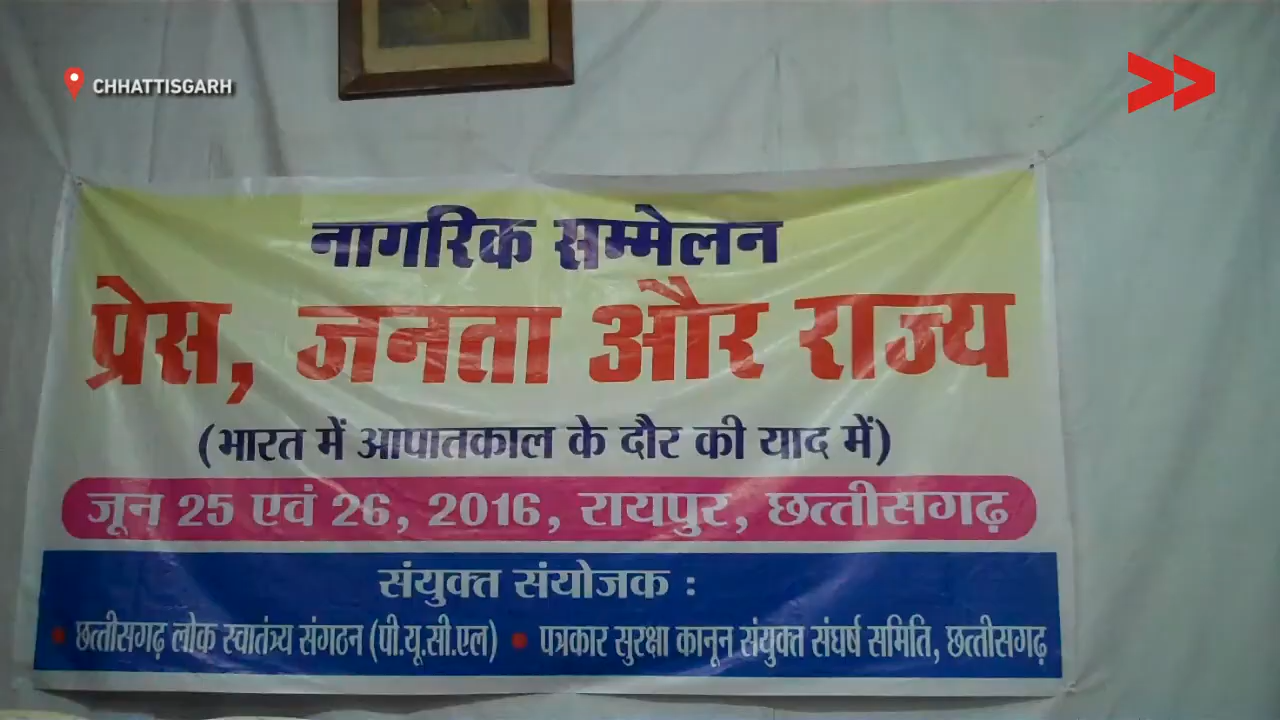 CHHATTISGARH
नागरिक सम्मेलन
प्रेस, जनता और राज्य
(भारत में आपातकाल के दौर की याद में)
जून 25 एवं 26, 2016, रायपुर, छत्तीसगढ़
संयुक्त संयोजक :
• छत्तीसगढ़ लोक स्वातंत्र्य संगठन (पी.यू.सी.एल) • पत्रकार सुरक्षा कानून संयुक्त संघर्ष समिति, छत्तीसगढ़